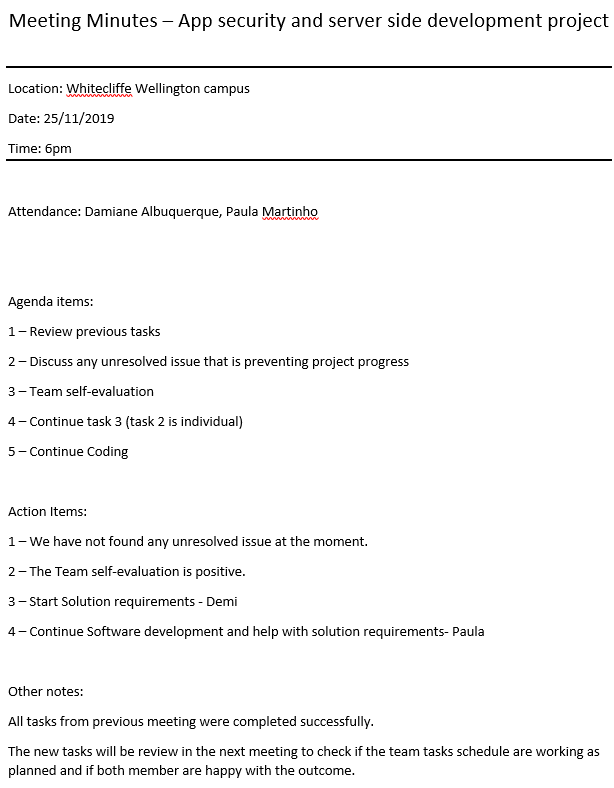 Meeting Minutes – App security and server side development project
Location: Whitecliffe Wellington campus
Date: 25/11/2019
Time: 6pm
Attendance: Damiane Albuquerque, Paula Martinho
Agenda items:
1 – Review previous tasks
2 – Discuss any unresolved issue that is preventing project progress
3 – Team self-evaluation
4 – Continue task 3 (task 2 is individual)
5 – Continue Coding
Action Items:
1 – We have not found any unresolved issue at the moment.
2 – The Team self-evaluation is positive.
3 – Start Solution requirements - Demi
4 – Continue Software development and help with solution requirements- Paula
Other notes:
All tasks from previous meeting were completed successfully.
The new tasks will be review in the next meeting to check if the team tasks schedule are working as
planned and if both member are happy with the outcome.